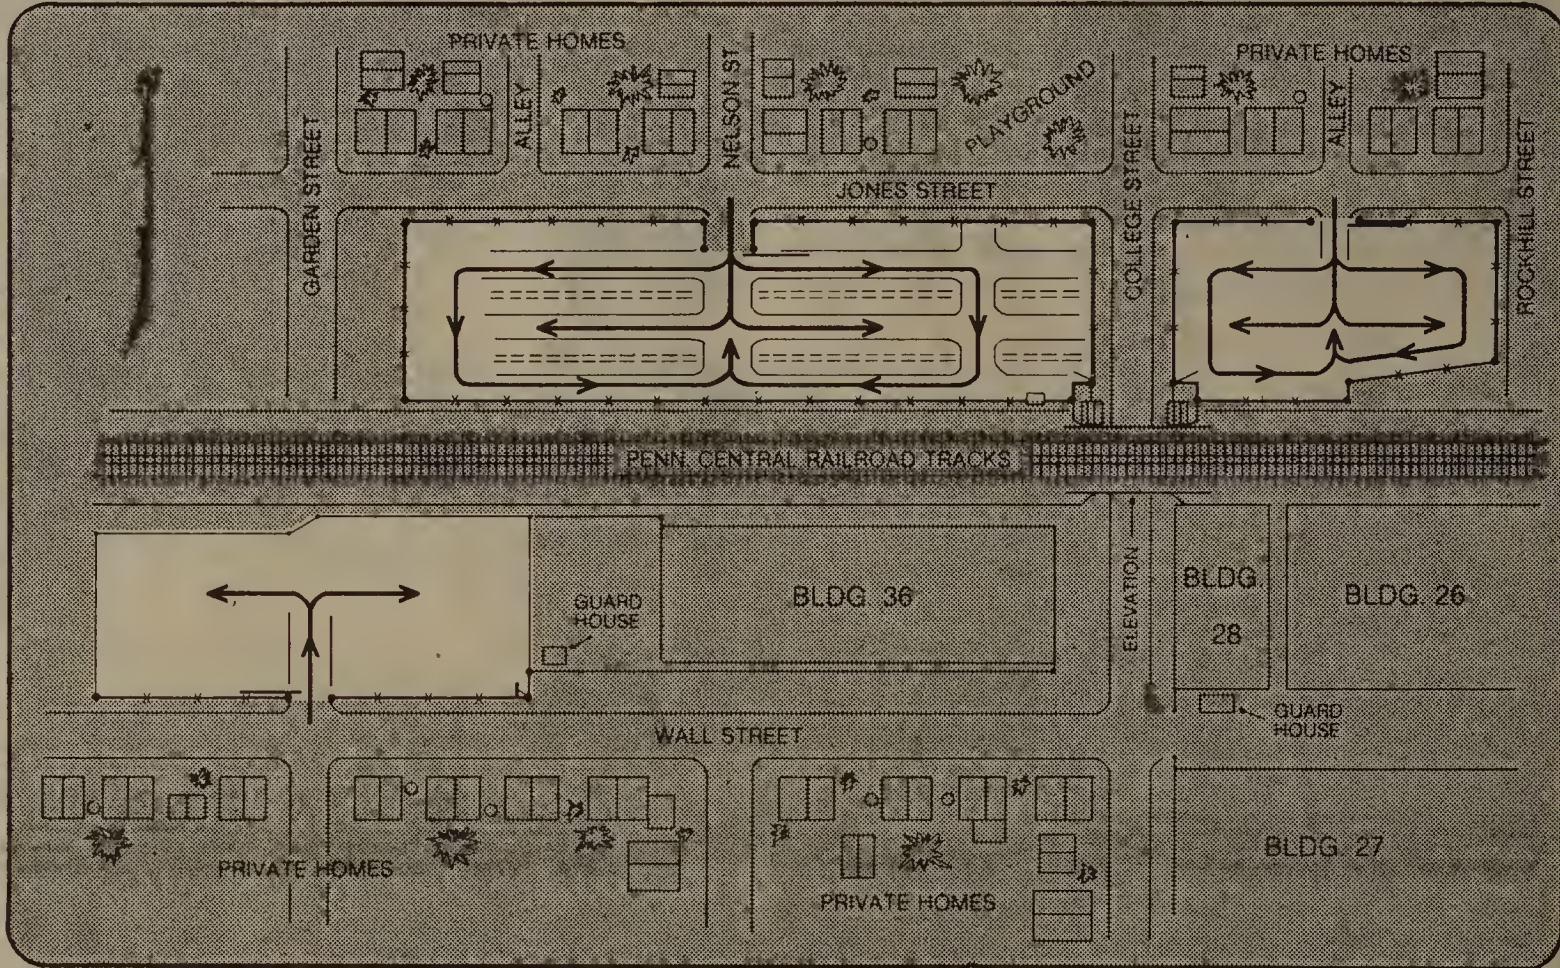 PRIVATE HOMES
NELSON ST
PRIVATE HOMES
ALLEY
PLAYGROUND
ALLEY
GARDEN STREET
COLLEGE STREET
ROCKHILL STREET
JONES STREET
PENN. CENTRAL RAILROAD TRACKS
GUARD
HOUSE
BLDG. 36
ELEVATION
BLDG
28
BLDG. 26
GUARD
HOUSE
WALL STREET
PRIVATE HOMES
PRIVATE HOMES
BLDG. 27